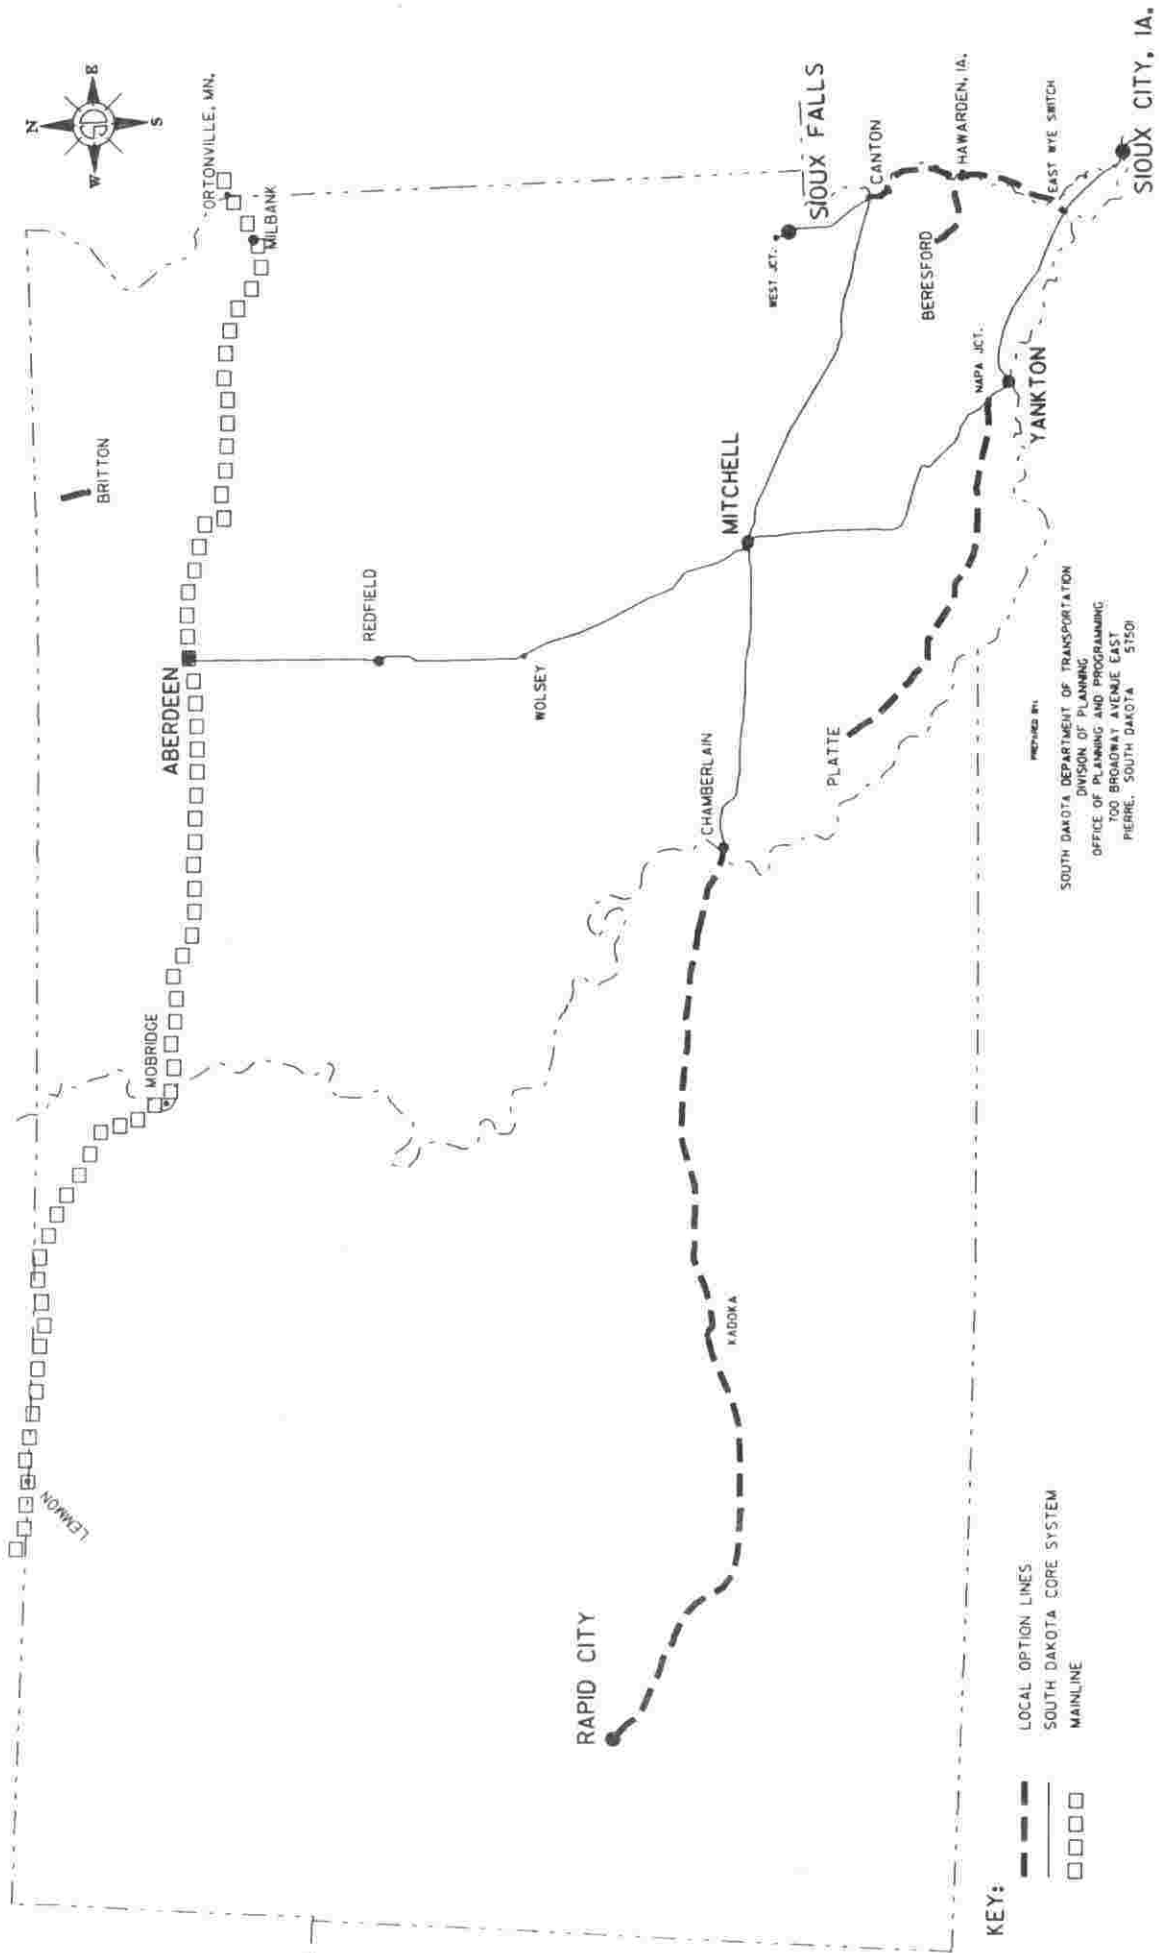 N
W
E
S
SD
LEMMON
MOBRIDGE
ABERDEEN
BRITTON
ORTONVILLE, MN.
MILBANK
REDFIELD
WOLSEY
RAPID CITY
KADOKA
CHAMBERLAIN
MITCHELL
WEST JCT.
SIOUX FALLS
CANTON
PLATTE
BERESFORD
HAWARDEN, IA.
NAPA JCT.
YANKTON
EAST WYE SWITCH
SIOUX CITY, IA.
KEY:
LOCAL OPTION LINES
SOUTH DAKOTA CORE SYSTEM
MAINLINE
PREPARED BY:
SOUTH DAKOTA DEPARTMENT OF TRANSPORTATION
DIVISION OF PLANNING
OFFICE OF PLANNING AND PROGRAMMING
700 BROADWAY AVENUE EAST
PIERRE, SOUTH DAKOTA 57501